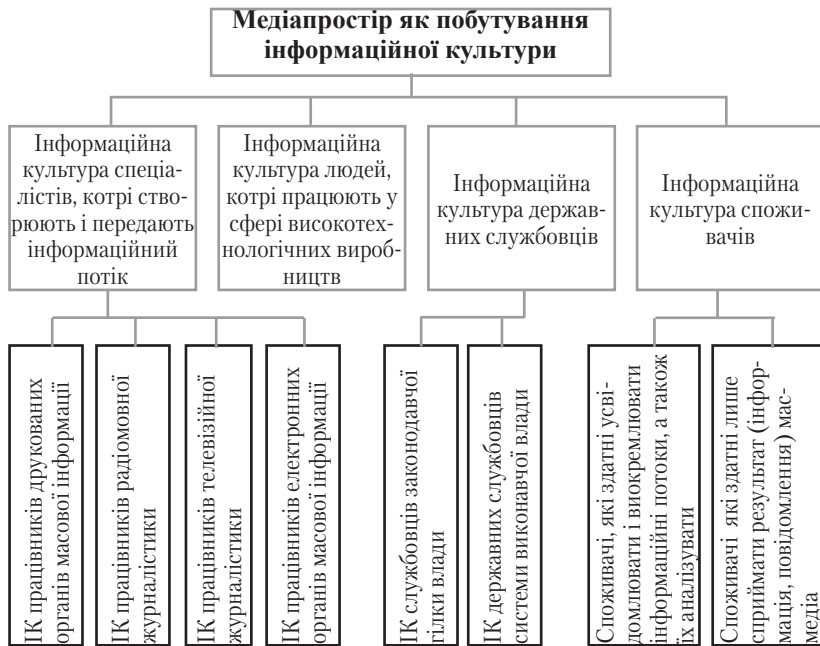 Медіапростір як побутування
інформаційної культури
Інформаційна
культура спеціа-
лістів, котрі ство-
рюють і передають
інформаційний
потік
Інформаційна
культура людей,
котрі працюють у
сфері високотех-
нологічних вироб-
ництв
Інформаційна
культура держав-
них службовців
Інформаційна
культура спожи-
вачів
ІК працівників друкованих
органів масової інформації
ІК працівників радіомовної
журналістики
ІК працівників телевізійної
журналістики
ІК працівників електронних
органів масової інформації
ІК службовців законодавчої
гілки влади
ІК державних службовців
системи виконавчої влади
Споживачі, які здатні усві-
домлювати і виокремлювати
інформаційні потоки, а також
їх аналізувати
Споживачі які здатні лише
сприймати результат (інфор-
мація, повідомлення) мас-
медіа